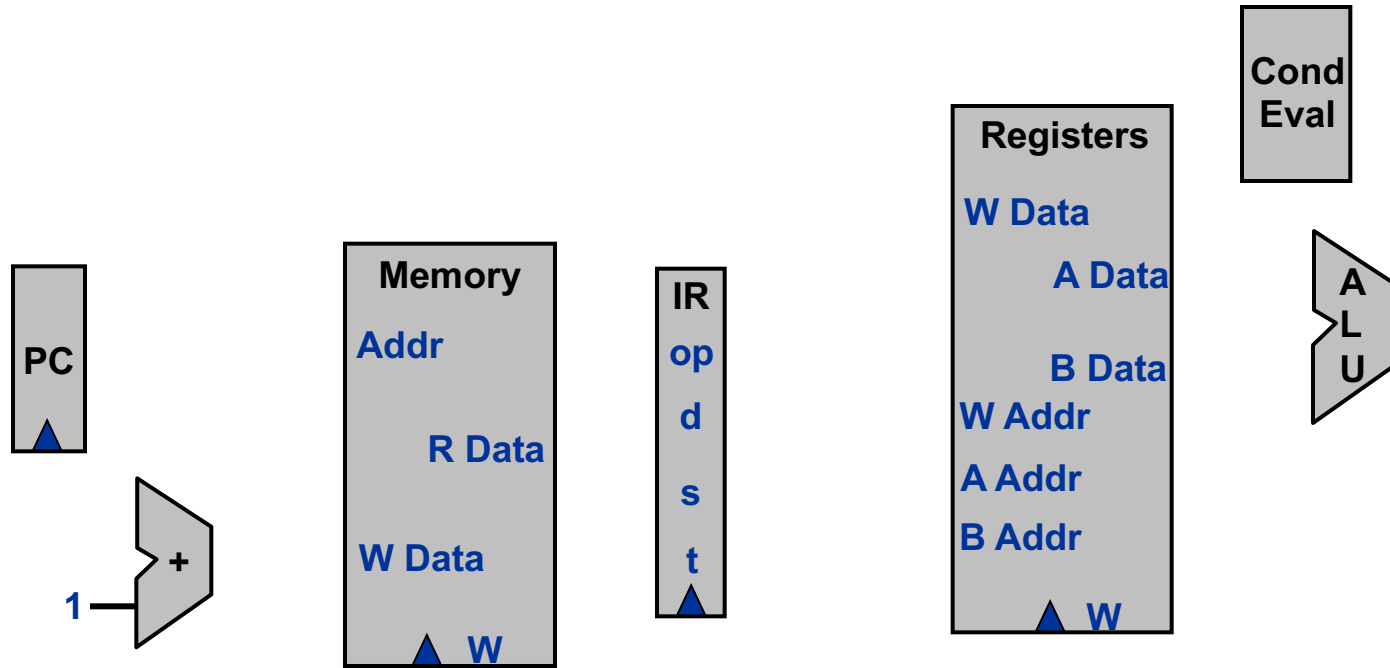 Cond
Eval
Registers
W Data
A Data
B Data
W Addr
A Addr
B Addr
W
A
L
U
Memory
Addr
R Data
W Data
W
IR
op
d
s
t
PC
+
1